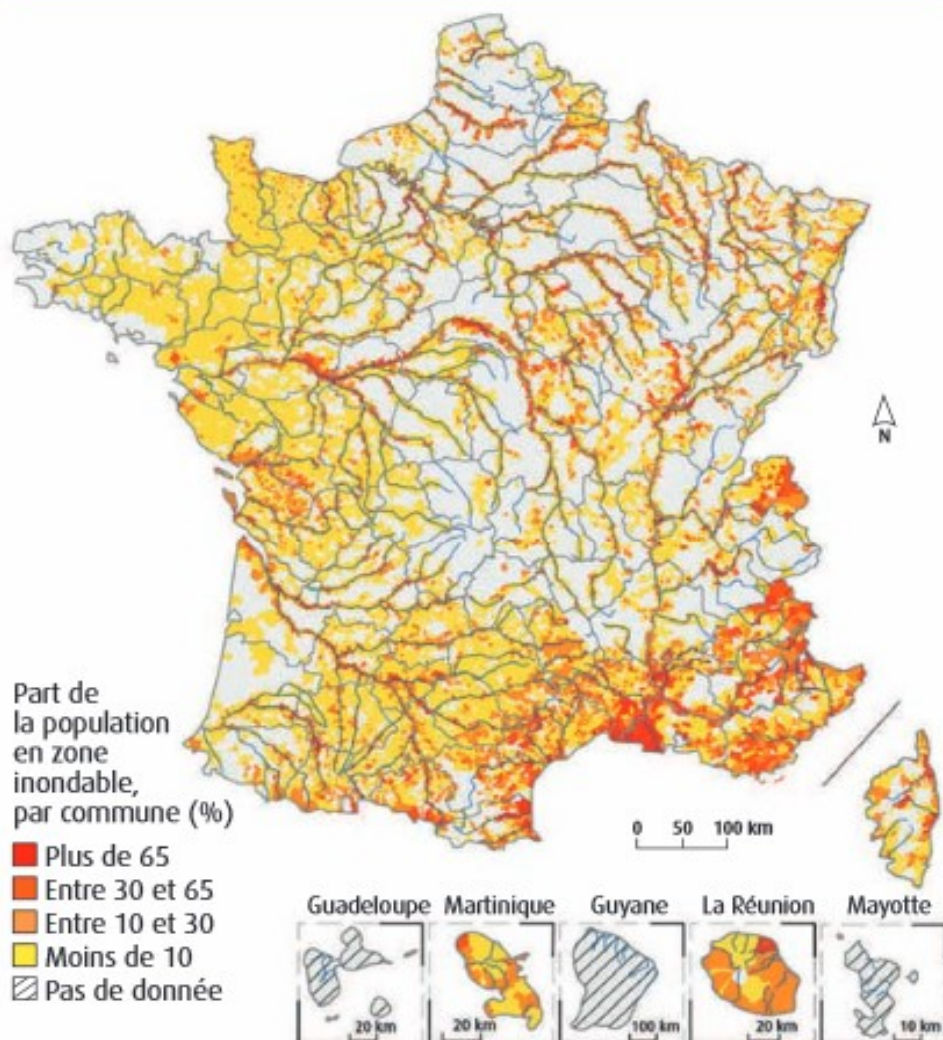 N
Part de
la population
en zone
inondable,
par commune (%)
Plus de 65
Entre 30 et 65
Entre 10 et 30
Moins de 10
Pas de donnée
0 50 100 km
Guadeloupe Martinique Guyane La Réunion Mayotte
20 km 20 km 100 km 20 km 10 km